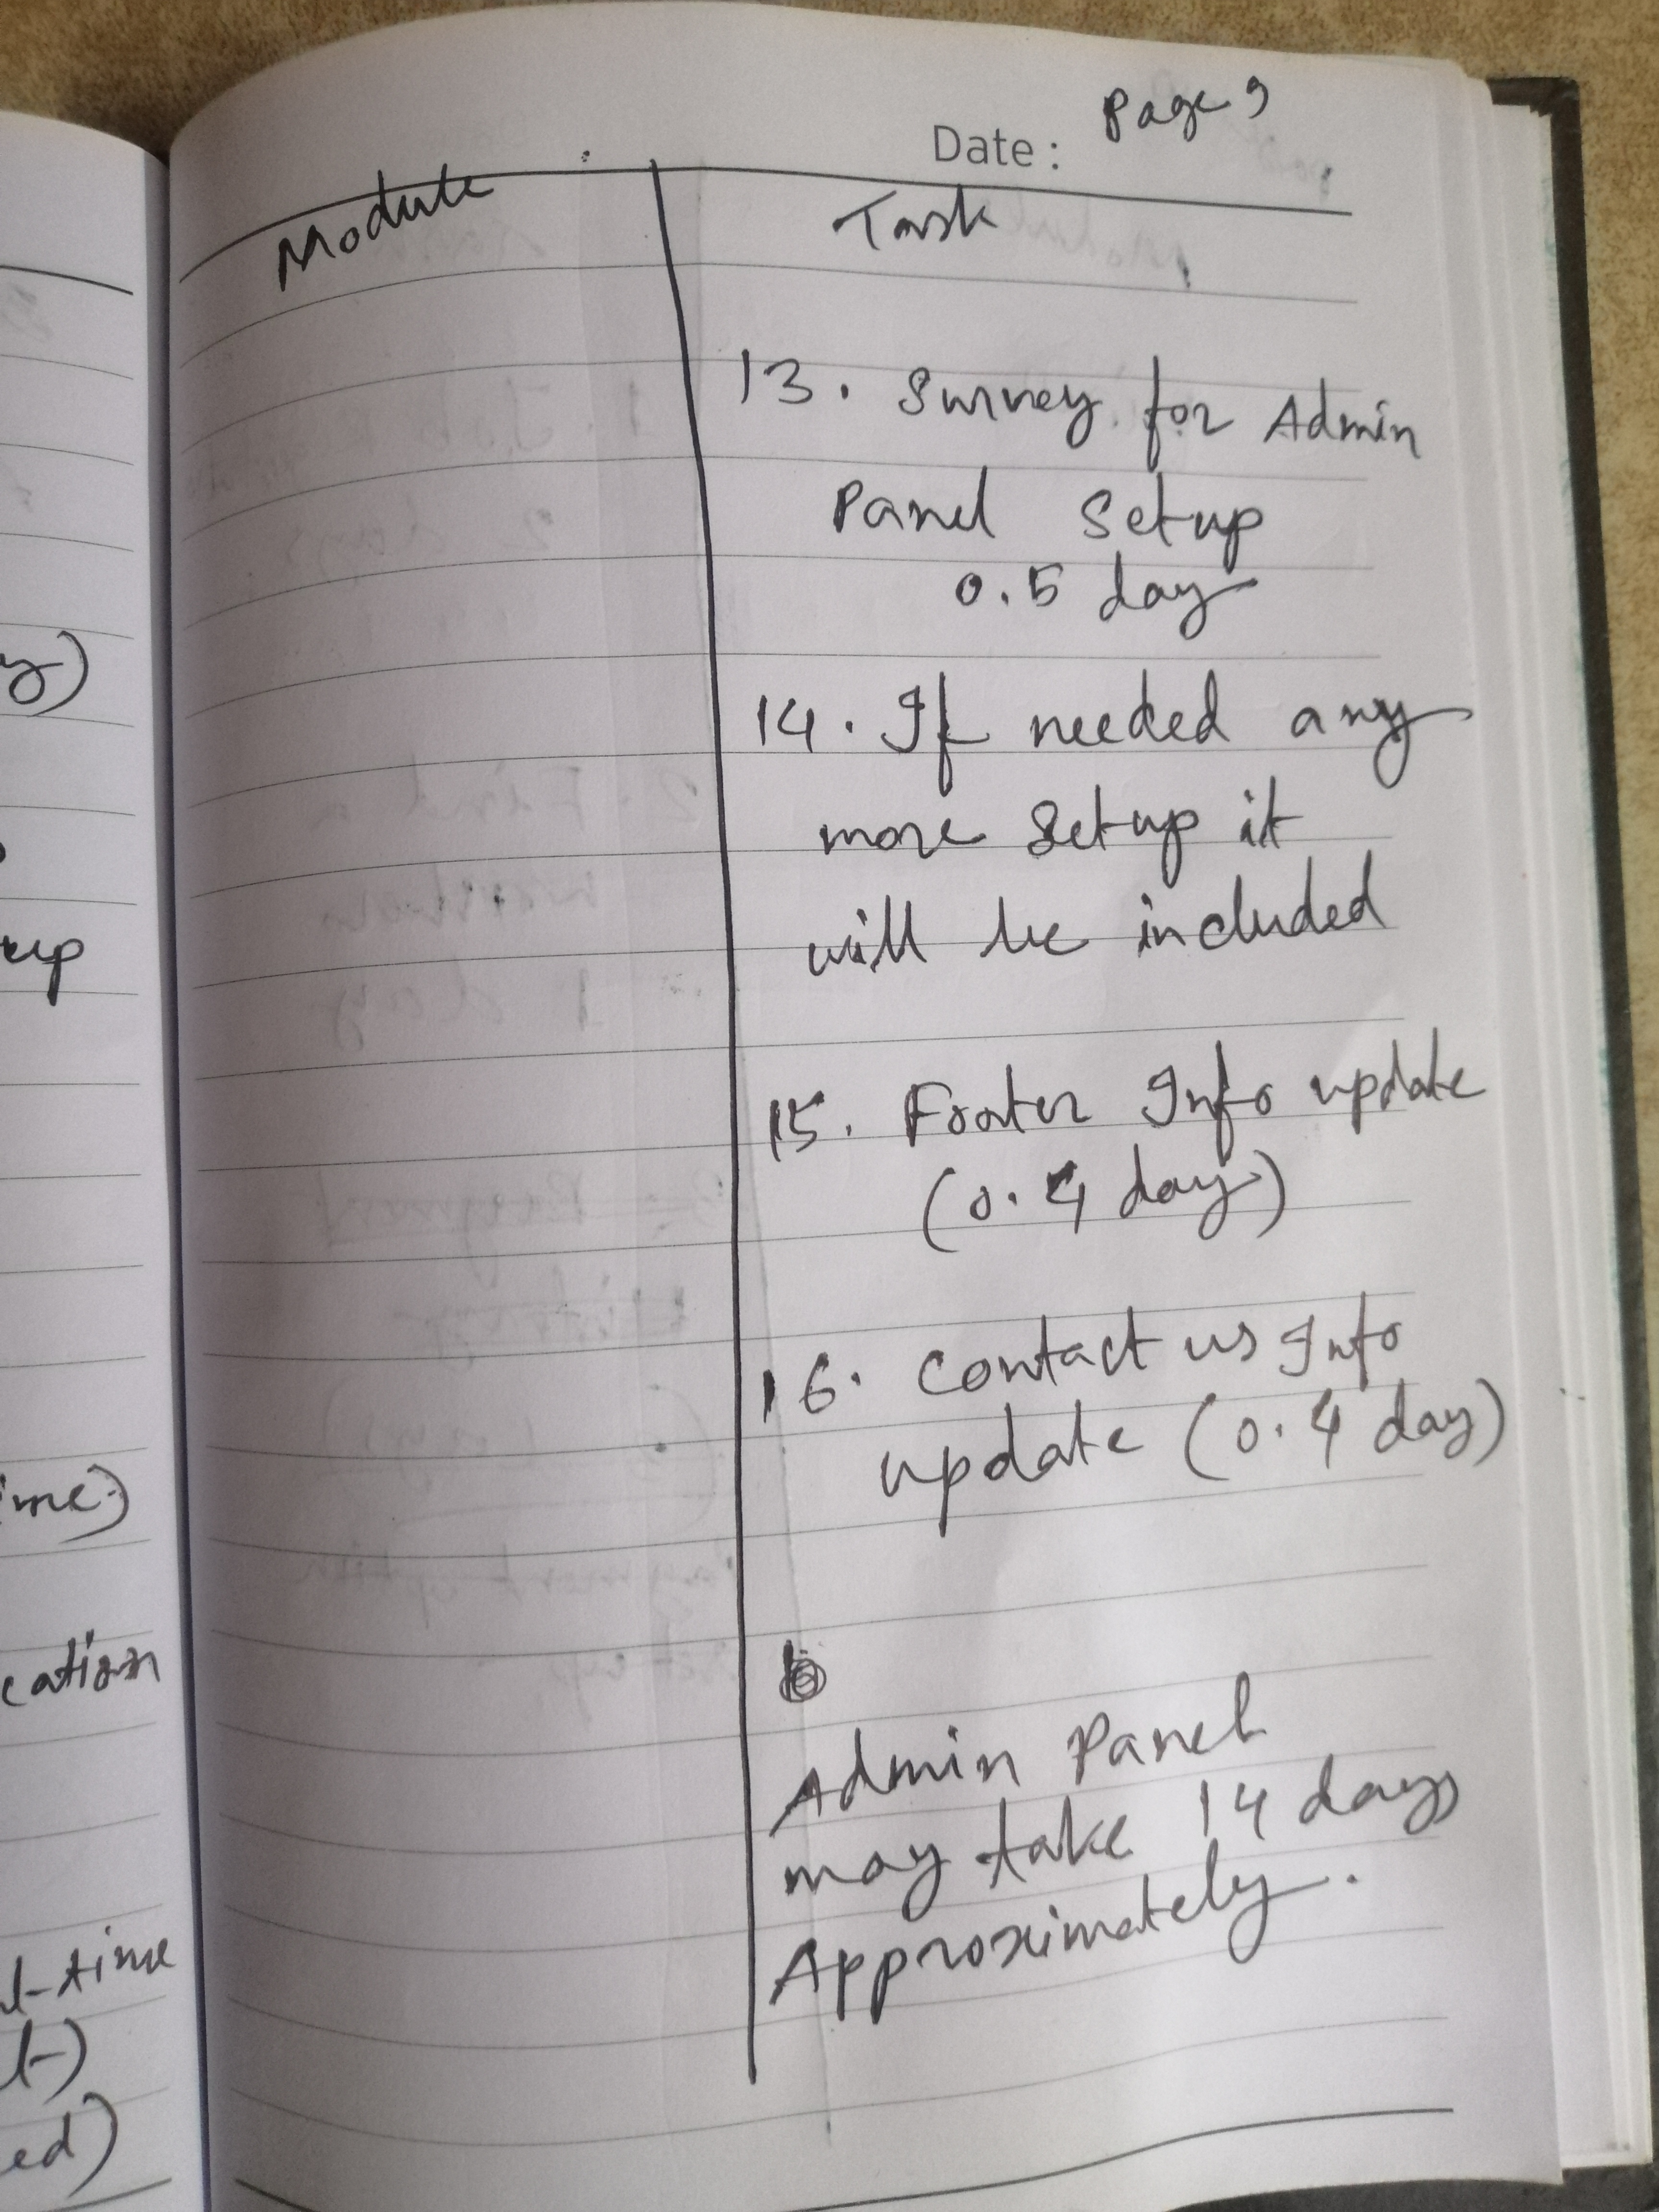 Page 9
Date :
Module Task
13. Survey for Admin
Panel Setup
0.5 day
14. If needed any
more Setup it
will be included
15. Footer Info update
(0.4 day)
16. Contact us Info
update (0.4 day)
Admin Panel
may take 14 days
Approximately.
y)
up
ime)
cation
l-time
ed)